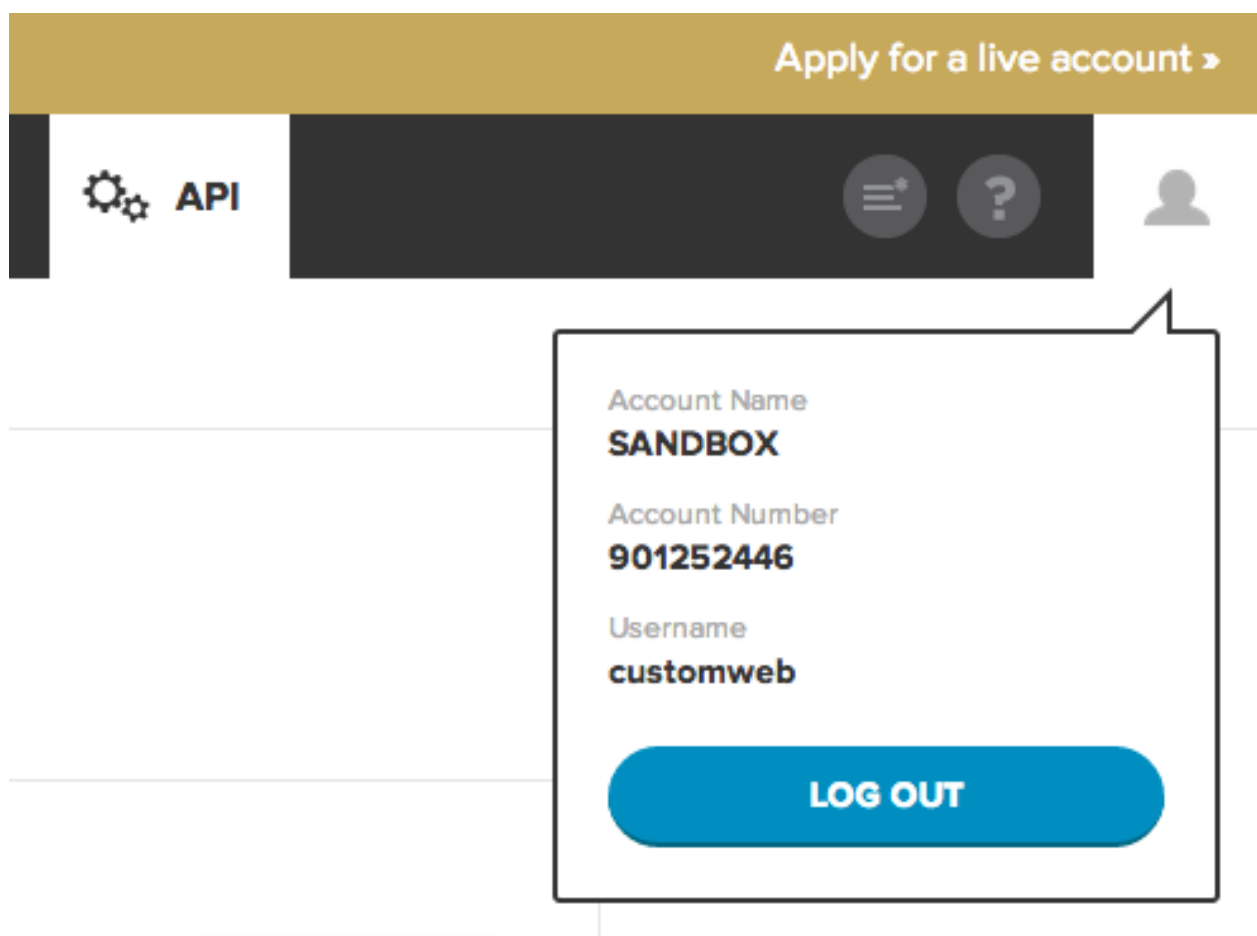 Apply for a live account »
API
?
Account Name
SANDBOX
Account Number
901252446
Username
customweb
LOG OUT